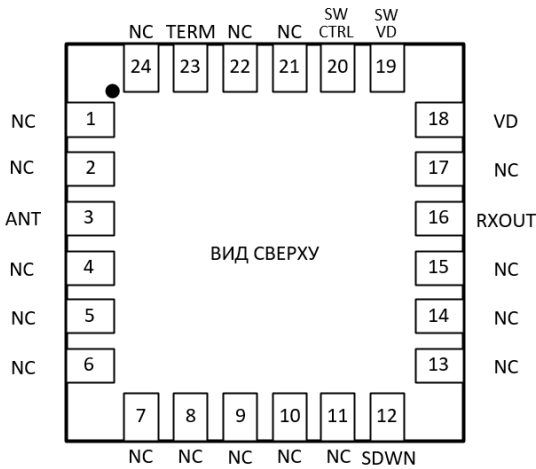 SW SW
NC TERM NC NC CTRL VD
24 23 22 21 20 19
NC 1 18 VD
NC 2 17 NC
ANT 3 16 RXOUT
ВИД СВЕРХУ
NC 4 15 NC
NC 5 14 NC
NC 6 13 NC
7 8 9 10 11 12
NC NC NC NC NC SDWN